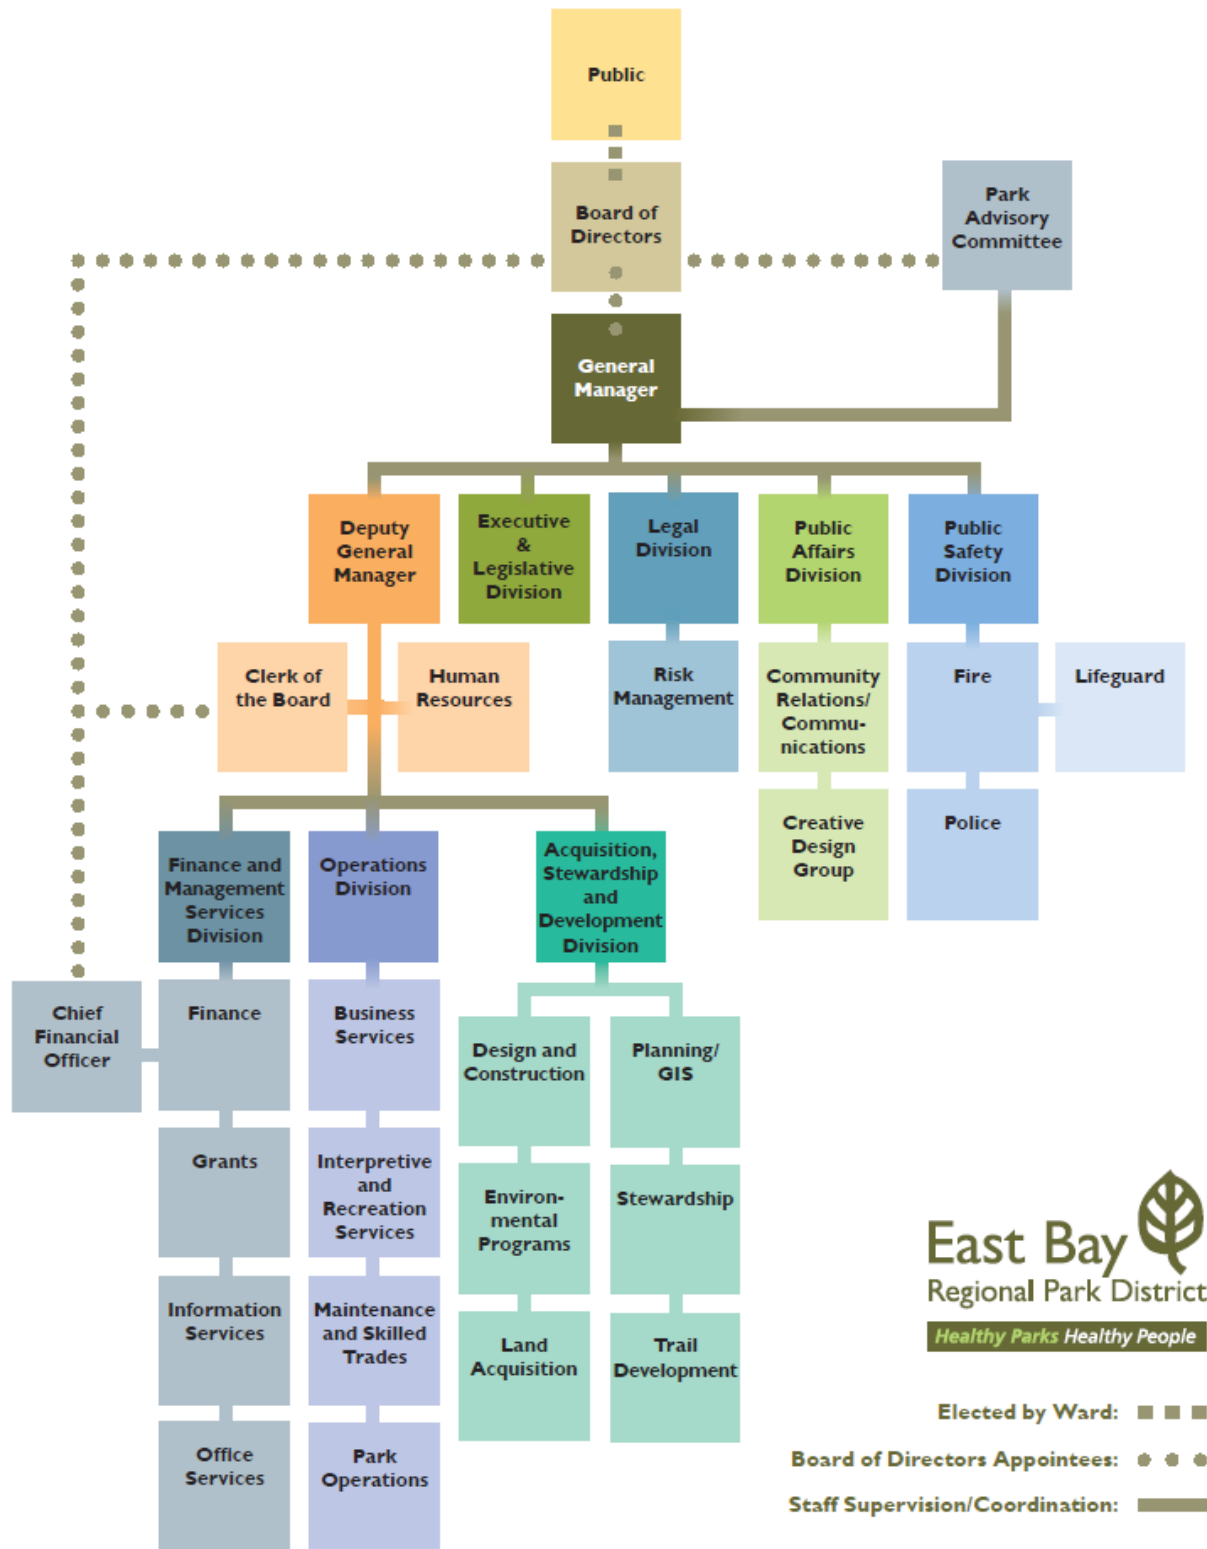 Public
Board of
Directors
Park
Advisory
Committee
General
Manager
Deputy
General
Manager
Executive
&
Legislative
Division
Legal
Division
Public
Affairs
Division
Public
Safety
Division
Clerk of
the Board
Human
Resources
Risk
Management
Community
Relations/
Commu-
nications
Fire
Lifeguard
Creative
Design
Group
Police
Finance and
Management
Services
Division
Operations
Division
Acquisition,
Stewardship
and
Development
Division
Chief
Financial
Officer
Finance
Business
Services
Design and
Construction
Planning/
GIS
Grants
Interpretive
and
Recreation
Services
Environ-
mental
Programs
Stewardship
Information
Services
Maintenance
and Skilled
Trades
Land
Acquisition
Trail
Development
Office
Services
Park
Operations
East Bay
Regional Park District
Healthy Parks Healthy People
Elected by Ward:
Board of Directors Appointees:
Staff Supervision/Coordination: